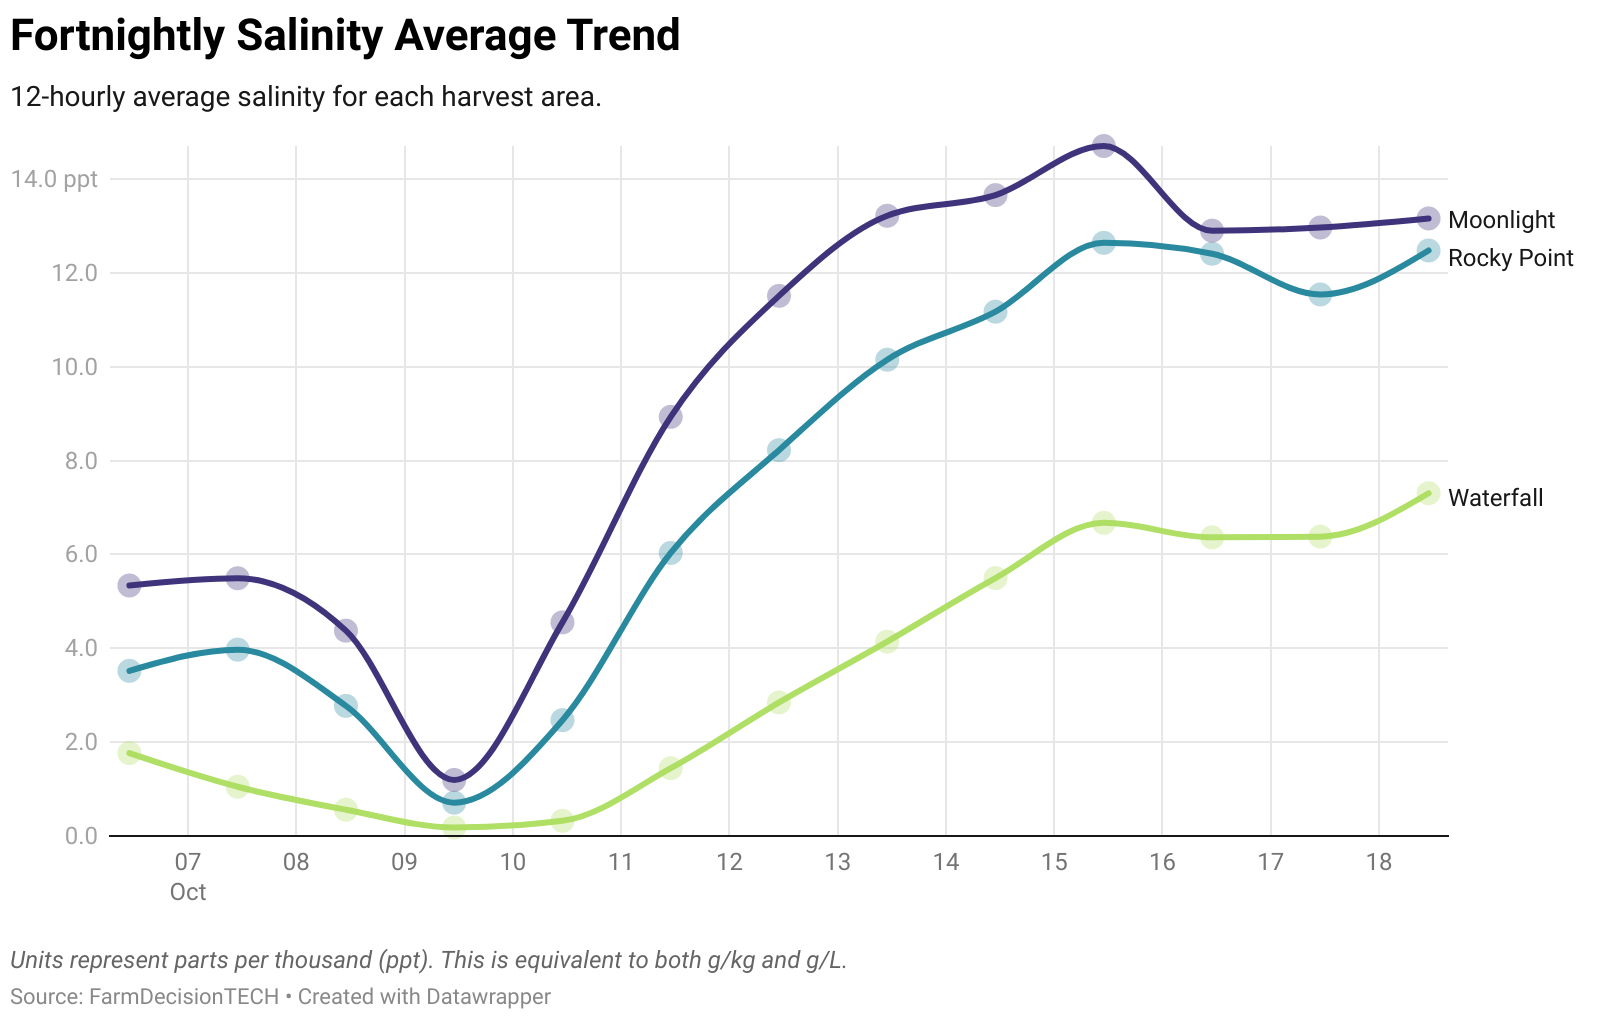 Fortnightly Salinity Average Trend
12-hourly average salinity for each harvest area.
14.0 ppt
12.0
10.0
8.0
6.0
4.0
2.0
0.0
Moonlight
Rocky Point
Waterfall
07 08 09 10 11 12 13 14 15 16 17 18
Oct
Units represent parts per thousand (ppt). This is equivalent to both g/kg and g/L.
Source: FarmDecisionTECH • Created with Datawrapper